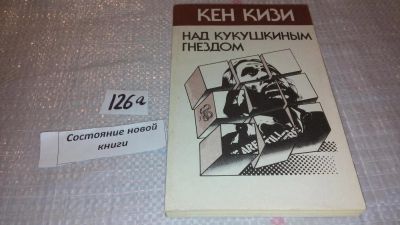 КЕН КИЗИ
НАД КУКУШКИНЫМ
ГНЕЗДОМ
126а
Состояние новой
книги